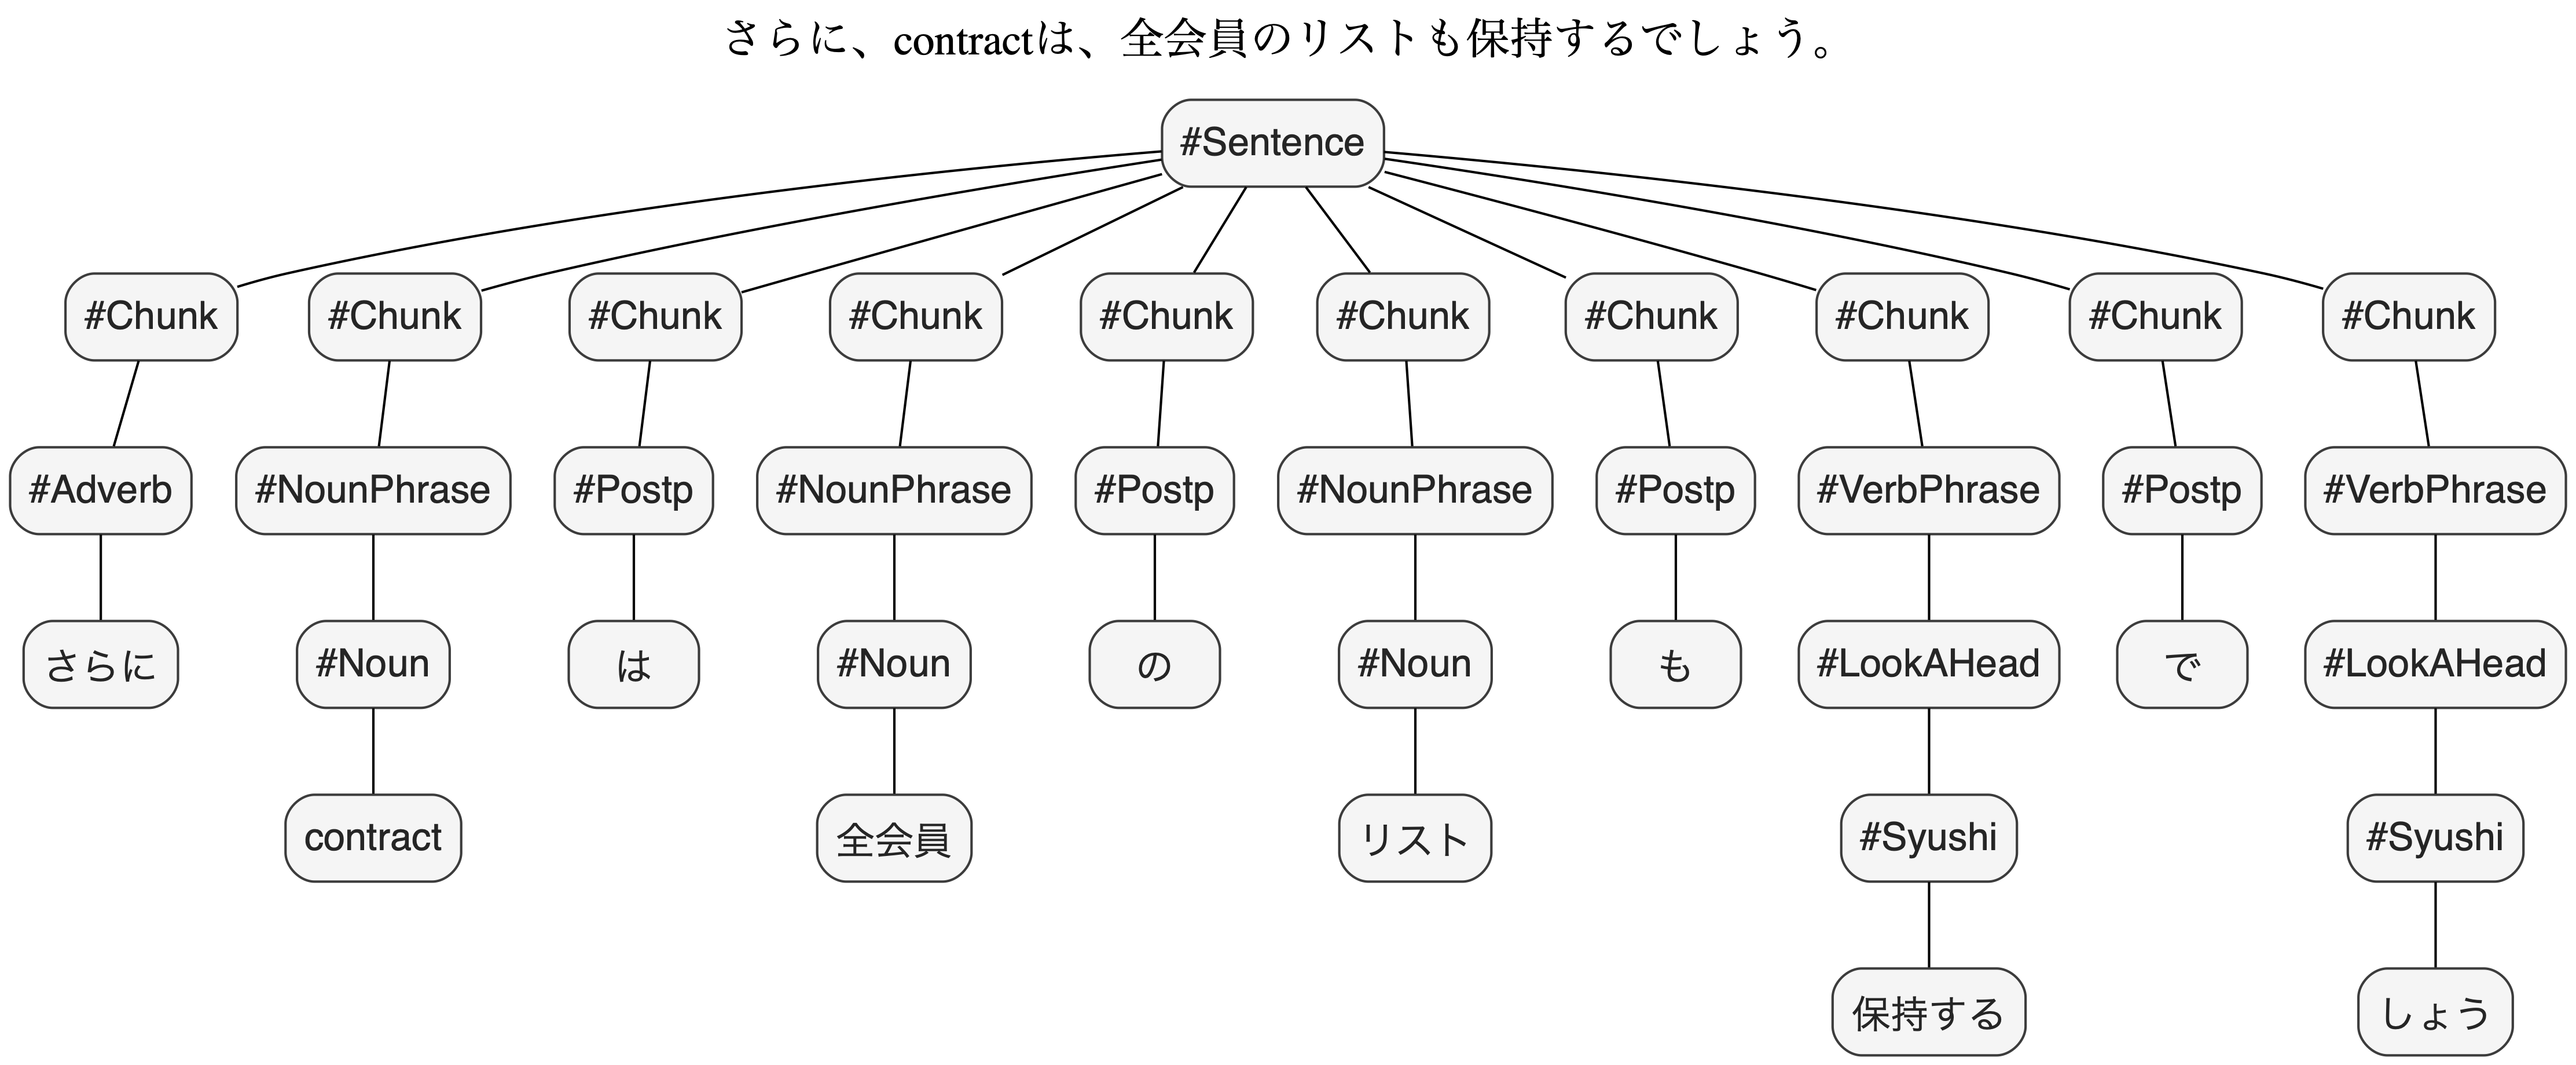 さらに、contractは、全会員のリストも保持するでしょう。
#Sentence
#Chunk #Chunk #Chunk #Chunk #Chunk #Chunk #Chunk #Chunk #Chunk #Chunk
#Adverb #NounPhrase #Postp #NounPhrase #Postp #NounPhrase #Postp #VerbPhrase #Postp #VerbPhrase
さらに #Noun は #Noun の #Noun も #LookAHead で #LookAHead
contract 全会員 リスト #Syushi #Syushi
保持する しょう